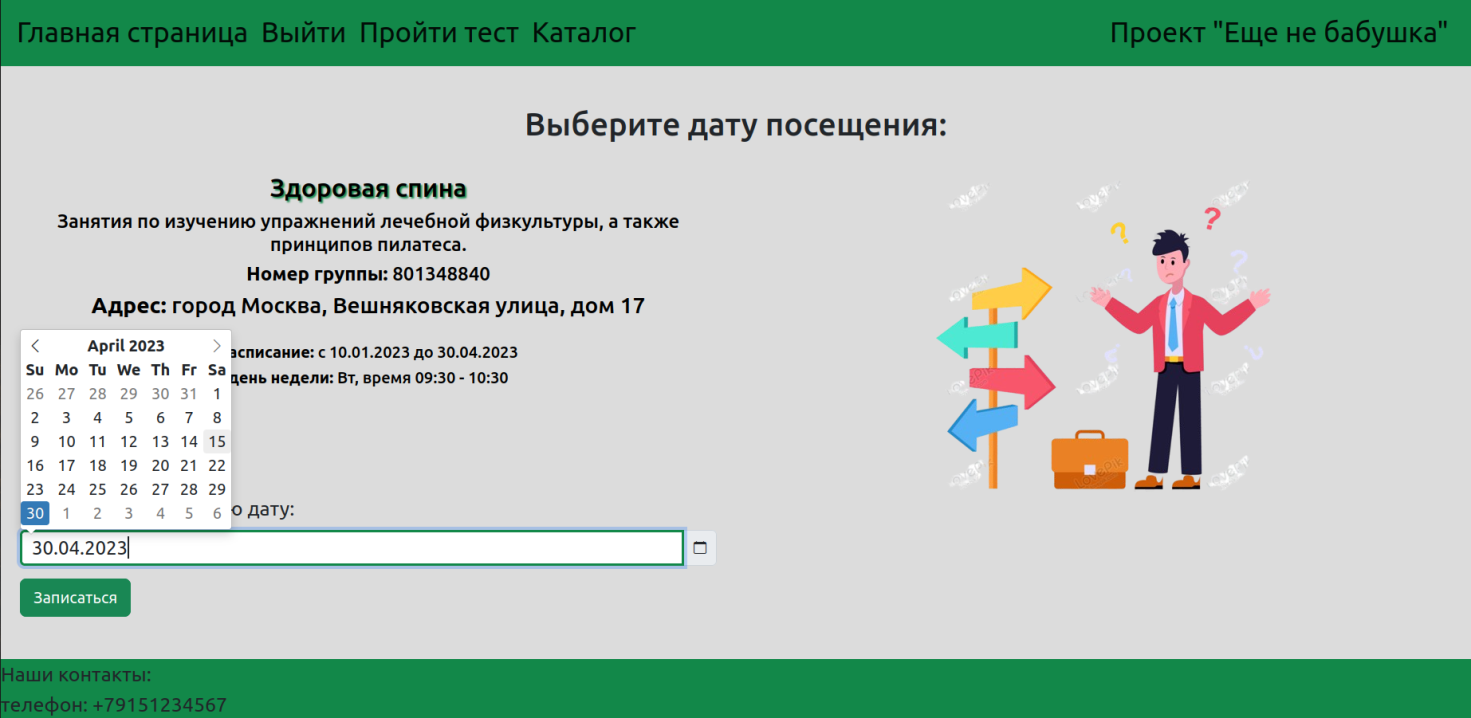 Главная страница Выйти Пройти тест Каталог Проект "Еще не бабушка"
Выберите дату посещения:
Здоровая спина
Занятия по изучению упражнений лечебной физкультуры, а также
принципов пилатеса.
Номер группы: 801348840
Адрес: город Москва, Вешняковская улица, дом 17
асписание: с 10.01.2023 до 30.04.2023
день недели: Вт, время 09:30 - 10:30
April 2023
Su Mo Tu We Th Fr Sa
26 27 28 29 30 31 1
2 3 4 5 6 7 8
9 10 11 12 13 14 15
16 17 18 19 20 21 22
23 24 25 26 27 28 29
30 1 2 3 4 5 6
ю дату:
30.04.2023
Записаться
Наши контакты:
телефон: +79151234567